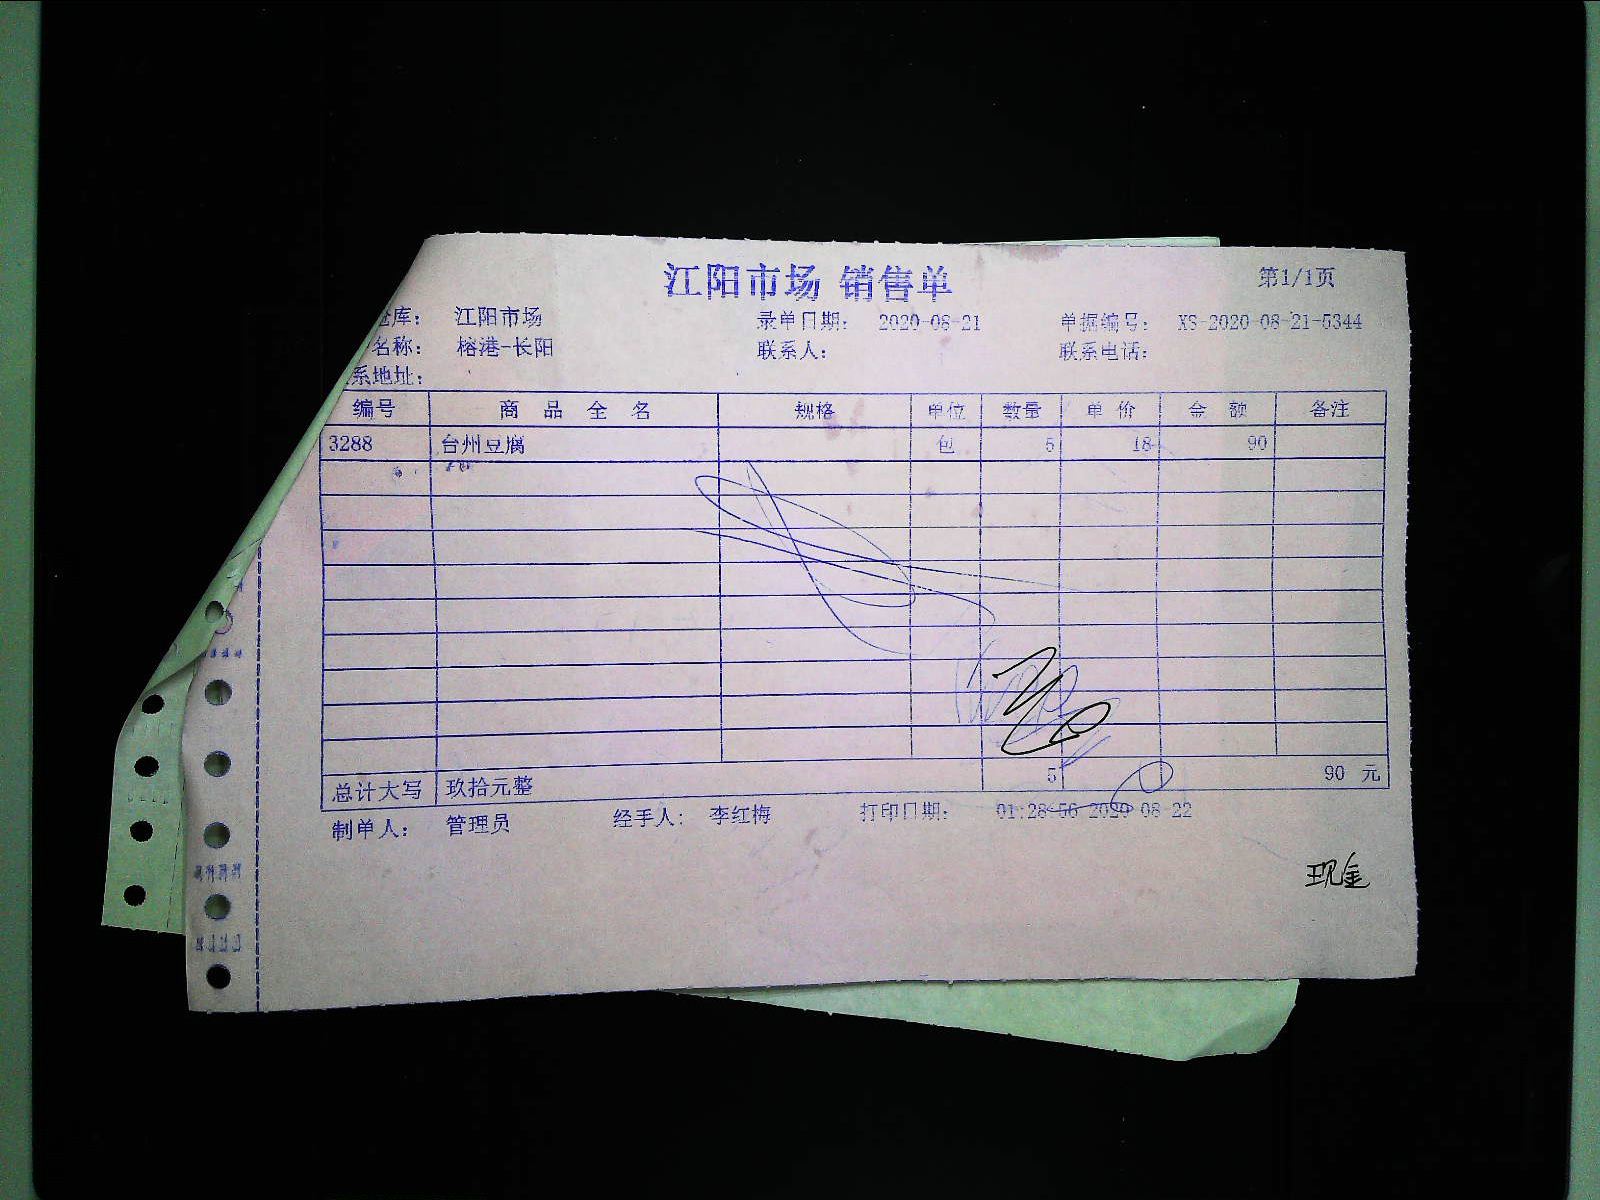 江阳市场 销售单 第1/1页
仓库： 江阳市场 录单日期： 2020-08-21 单据编号： XS-2020-08-21-5344
名称： 榕港-长阳 联系人： 联系电话：
系地址：
编号 商品全名 规格 单位 数量 单价 金额 备注
3288 台州豆腐 包 5 18 90
总计大写 玖拾元整 5 90 元
制单人： 管理员 经手人： 李红梅 打印日期： 01:28:56 2020-08-22
现金